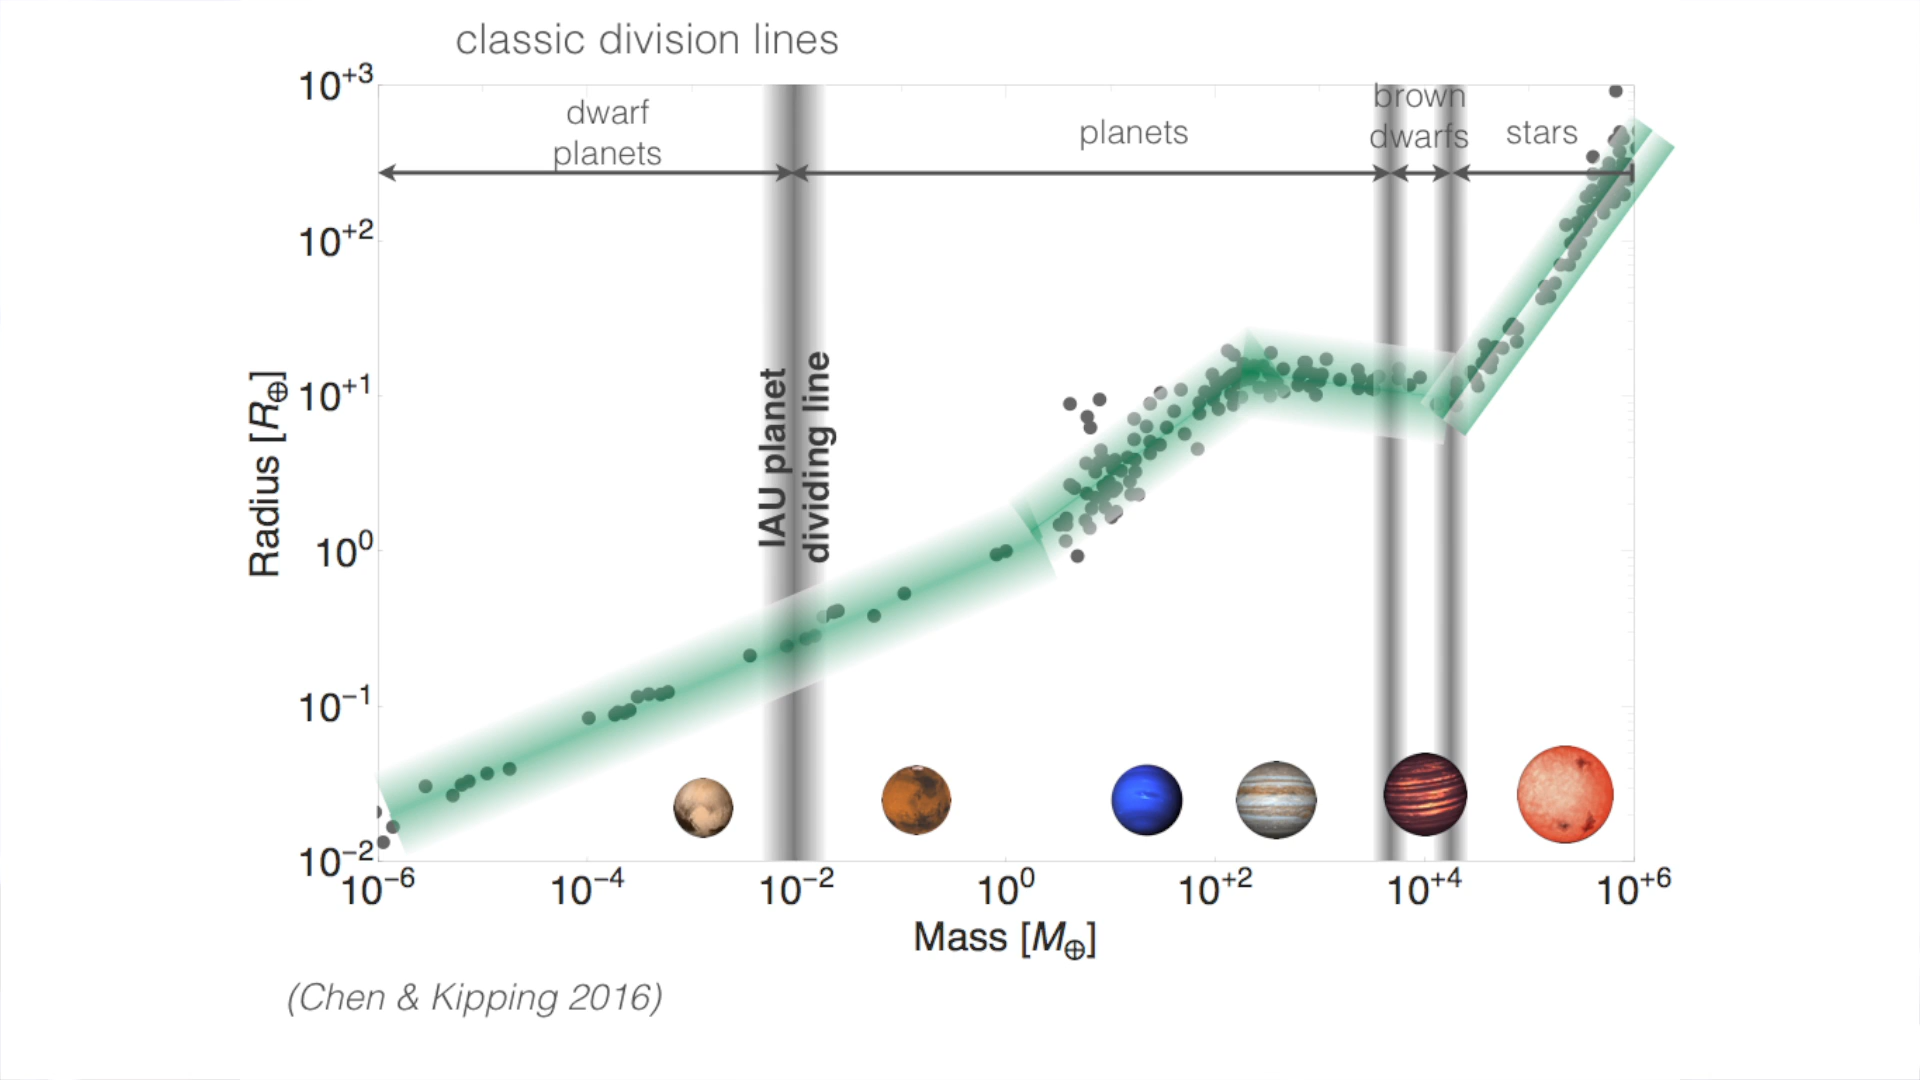 classic division lines
dwarf
planets
planets
brown
dwarfs
stars
10+3
10+2
10+1
10⁰
10−1
10−2
Radius [R⊕]
IAU planet
dividing line
10−6
10−4
10−2
10⁰
10+2
10+4
10+6
Mass [M⊕]
(Chen & Kipping 2016)